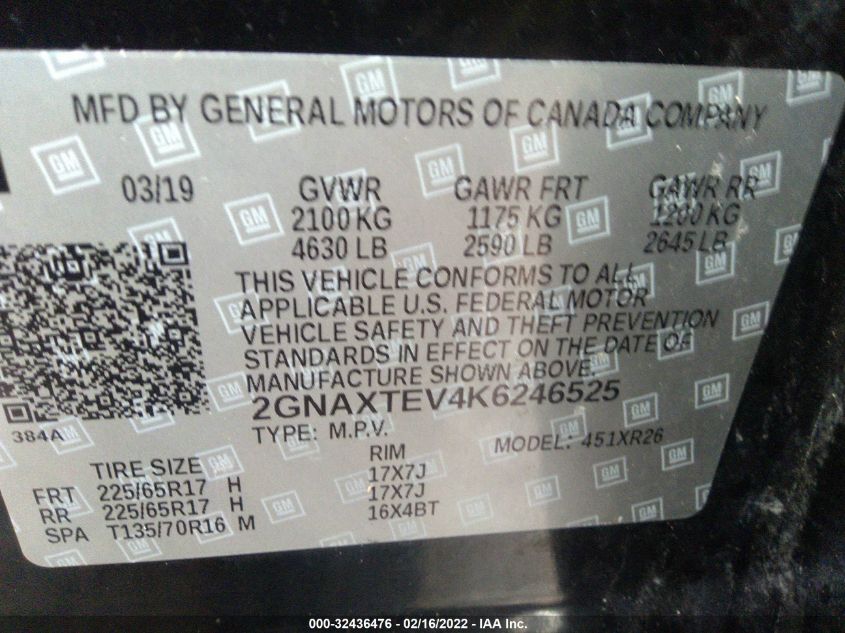 MFD BY GENERAL MOTORS OF CANADA COMPANY
03/19 GVWR GAWR FRT GAWR RR
2100 KG 1175 KG 1200 KG
4630 LB 2590 LB 2645 LB
THIS VEHICLE CONFORMS TO ALL
APPLICABLE U.S. FEDERAL MOTOR
VEHICLE SAFETY AND THEFT PREVENTION
STANDARDS IN EFFECT ON THE DATE OF
MANUFACTURE SHOWN ABOVE.
2GNAXTEV4K6246525
384A
TYPE: M.P.V. MODEL: 451XR26
TIRE SIZE RIM
FRT 225/65R17 H 17X7J
RR 225/65R17 H 17X7J
SPA T135/70R16 M 16X4BT
GM
000-32436476 - 02/16/2022 - IAA Inc.